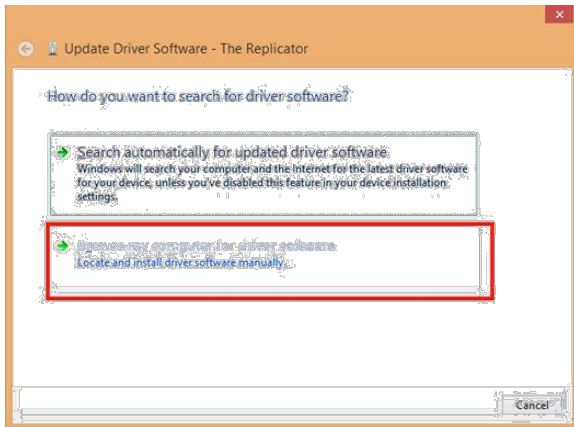 Update Driver Software - The Replicator
How do you want to search for driver software?
Search automatically for updated driver software
Windows will search your computer and the Internet for the latest driver software
for your device, unless you've disabled this feature in your device installation
settings.
Browse my computer for driver software
Locate and install driver software manually.
Cancel